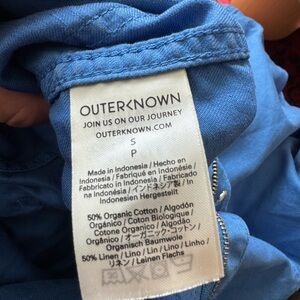 OUTERKNOWN
JOIN US ON OUR JOURNEY
OUTERKNOWN.COM
S
P
Made in Indonesia / Hecho en
Indonesia / Fabriqué en Indonésie /
Fabbricato in Indonesia / Fabricado
na Indonésia / インドネシア製 / In
Indonesien Hergestellt
50% Organic Cotton / Algodón
Orgánico / Coton Biologique /
Cotone Organico / Algodão
Orgânico / オーガニック・コットン /
Organisch Baumwolle
50% Linen / Lino / Lin / Lino / Linho /
リネン / Leinen Flachs